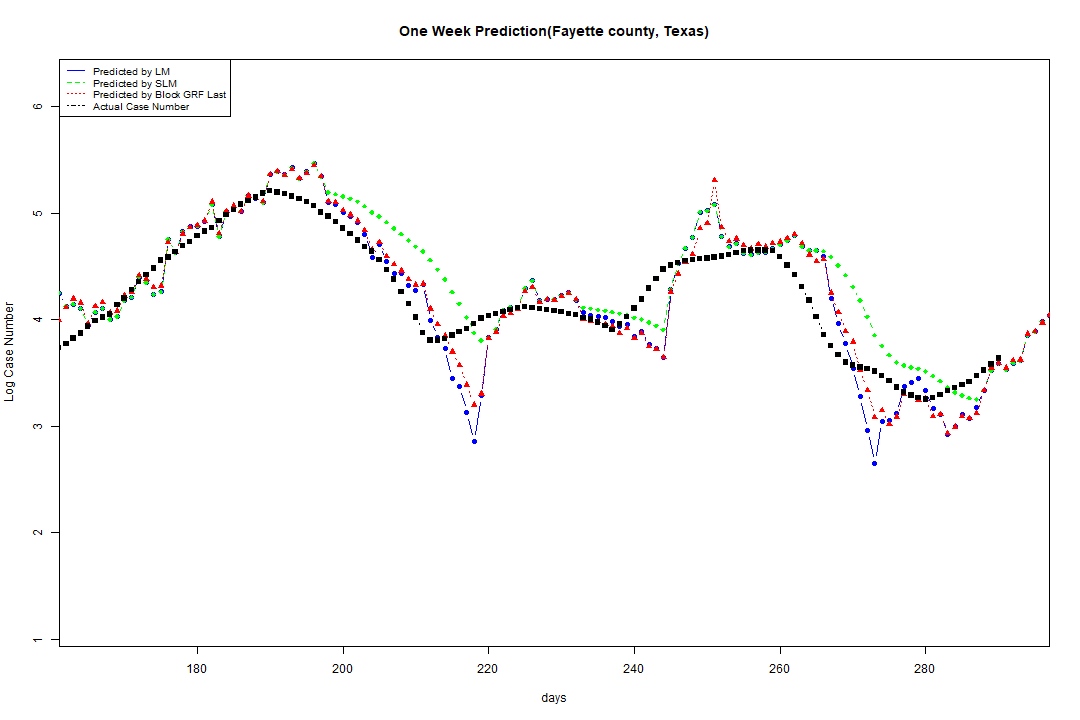 One Week Prediction(Fayette county, Texas)
Predicted by LM
Predicted by SLM
Predicted by Block GRF Last
Actual Case Number
6
5
4
3
2
1
Log Case Number
180 200 220 240 260 280
days